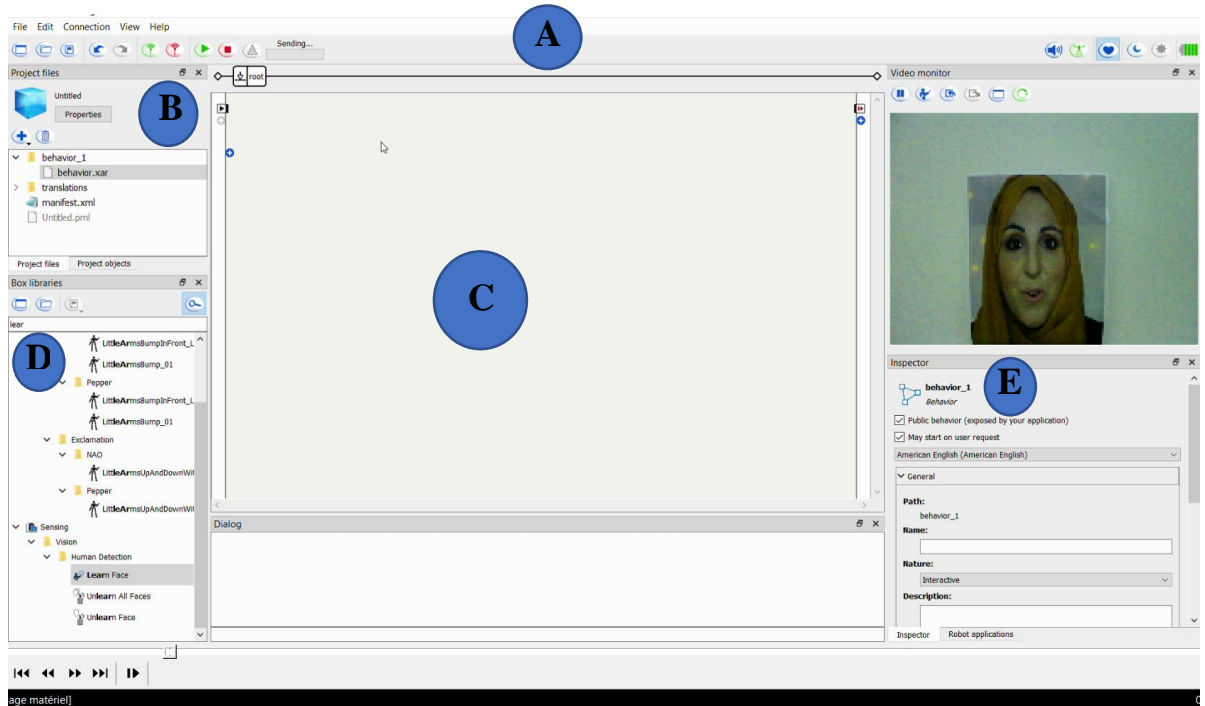 File Edit Connection View Help
A
Sending...
Project files
root
Video monitor
Untitled
Properties
B
behavior_1
behavior.xar
translations
manifest.xml
Untitled.pml
Project files Project objects
Box libraries
lear
D
LittleArmsBumpInFront_L
LittleArmsBump_01
Pepper
LittleArmsBumpInFront_L
LittleArmsBump_01
Exclamation
NAO
LittleArmsUpAndDownWit
Pepper
LittleArmsUpAndDownWit
Sensing
Vision
Human Detection
Learn Face
Unlearn All Faces
Unlearn Face
C
Dialog
Inspector
behavior_1
Behavior
E
Public behavior (exposed by your application)
May start on user request
American English (American English)
General
Path:
behavior_1
Name:
Nature:
Interactive
Description:
Inspector Robot applications
age matériel]